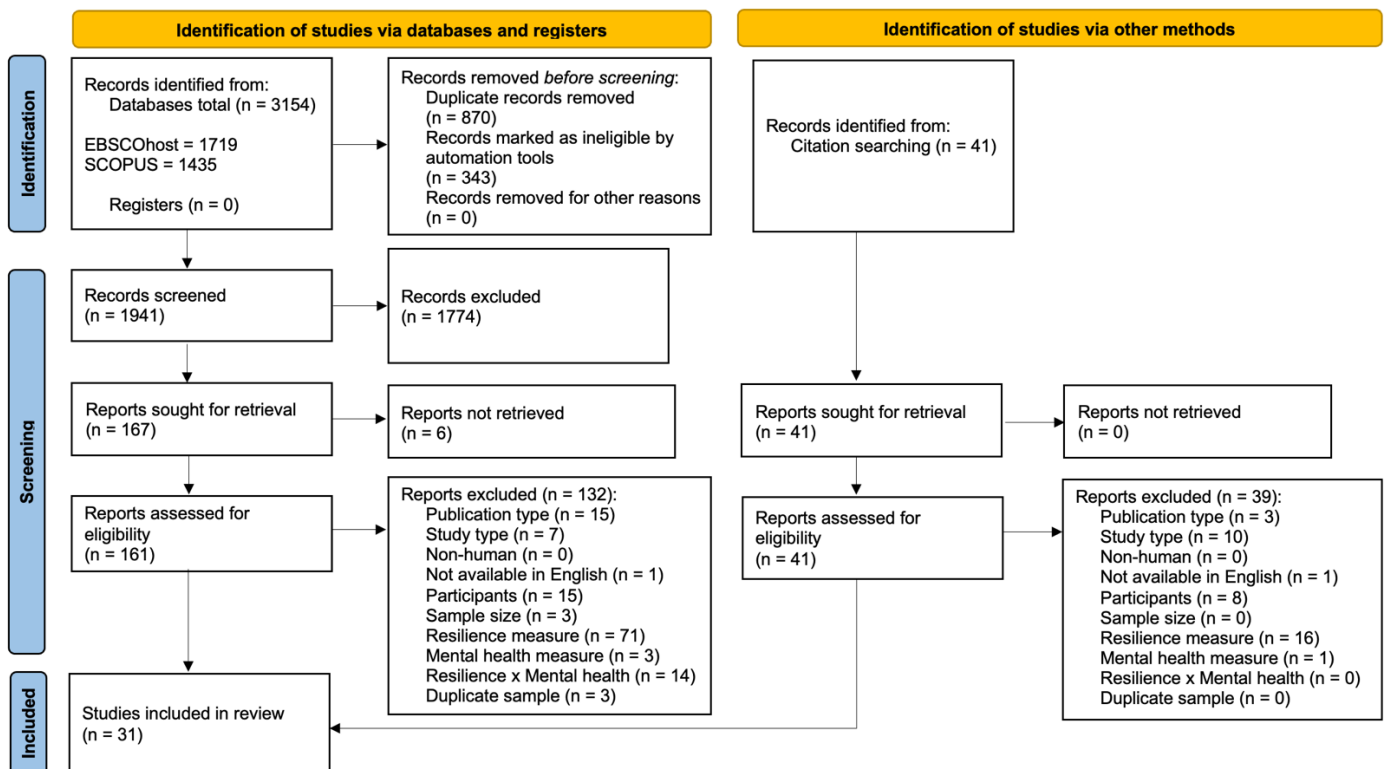 Identification of studies via databases and registers
Identification of studies via other methods
Identification
Records identified from:
Databases total (n = 3154)
EBSCOhost = 1719
SCOPUS = 1435
Registers (n = 0)
Records removed before screening:
Duplicate records removed
(n = 870)
Records marked as ineligible by
automation tools
(n = 343)
Records removed for other reasons
(n = 0)
Records identified from:
Citation searching (n = 41)
Screening
Records screened
(n = 1941)
Records excluded
(n = 1774)
Reports sought for retrieval
(n = 167)
Reports not retrieved
(n = 6)
Reports sought for retrieval
(n = 41)
Reports not retrieved
(n = 0)
Reports assessed for
eligibility
(n = 161)
Reports excluded (n = 132):
Publication type (n = 15)
Study type (n = 7)
Non-human (n = 0)
Not available in English (n = 1)
Participants (n = 15)
Sample size (n = 3)
Resilience measure (n = 71)
Mental health measure (n = 3)
Resilience x Mental health (n = 14)
Duplicate sample (n = 3)
Reports assessed for
eligibility
(n = 41)
Reports excluded (n = 39):
Publication type (n = 3)
Study type (n = 10)
Non-human (n = 0)
Not available in English (n = 1)
Participants (n = 8)
Sample size (n = 0)
Resilience measure (n = 16)
Mental health measure (n = 1)
Resilience x Mental health (n = 0)
Duplicate sample (n = 0)
Included
Studies included in review
(n = 31)